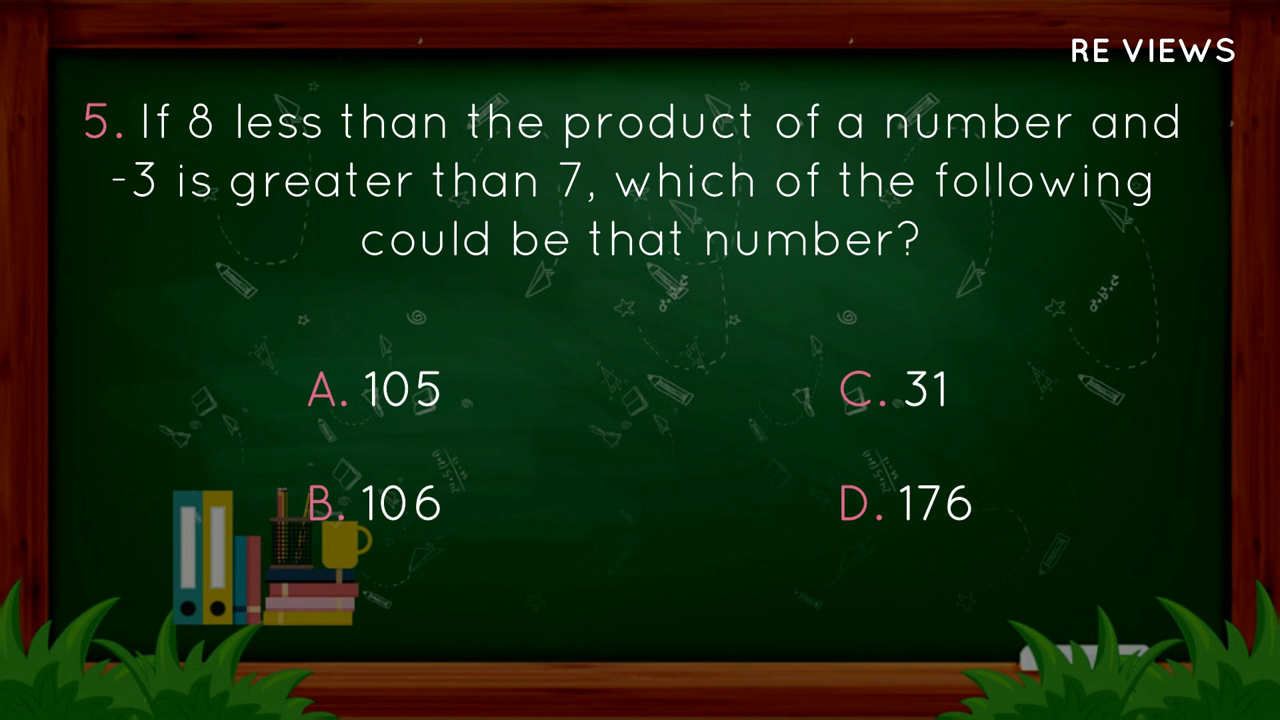 RE VIEWS
5. If 8 less than the product of a number and
-3 is greater than 7, which of the following
could be that number?
A. 105
C. 31
B. 106
D. 176